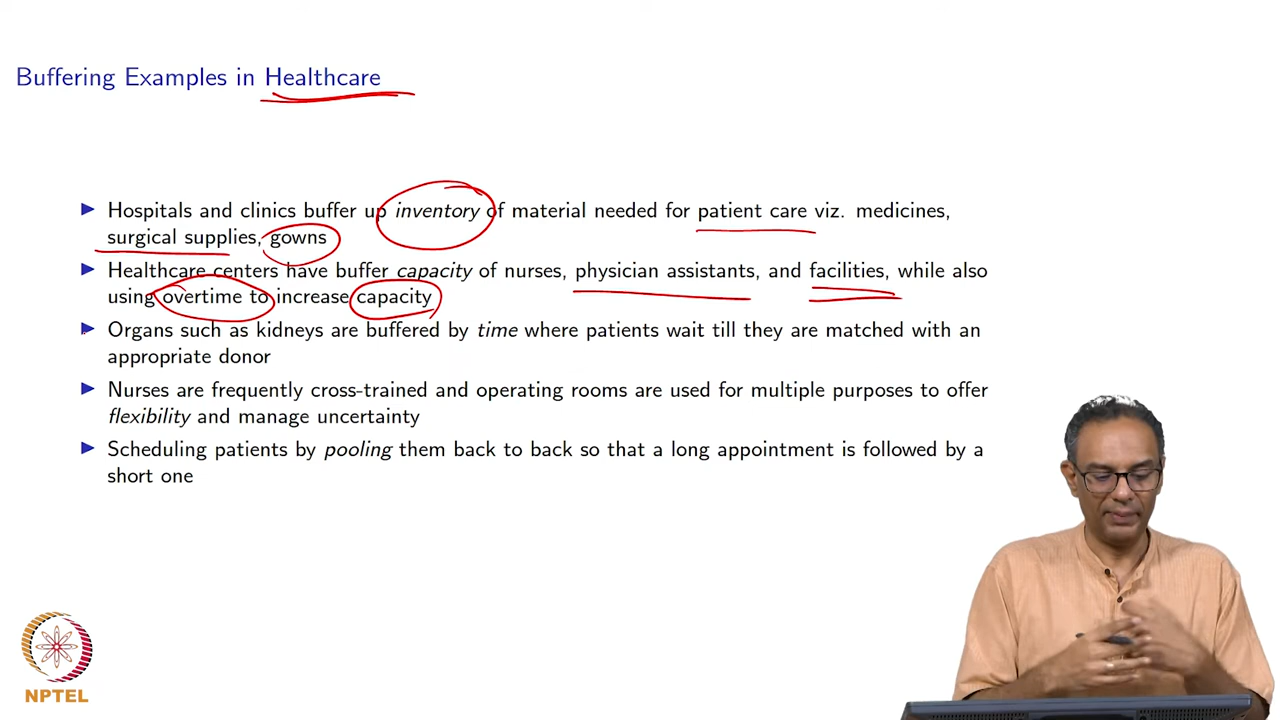 Buffering Examples in Healthcare
Hospitals and clinics buffer up inventory of material needed for patient care viz. medicines,
surgical supplies, gowns
Healthcare centers have buffer capacity of nurses, physician assistants, and facilities, while also
using overtime to increase capacity
Organs such as kidneys are buffered by time where patients wait till they are matched with an
appropriate donor
Nurses are frequently cross-trained and operating rooms are used for multiple purposes to offer
flexibility and manage uncertainty
Scheduling patients by pooling them back to back so that a long appointment is followed by a
short one
NPTEL